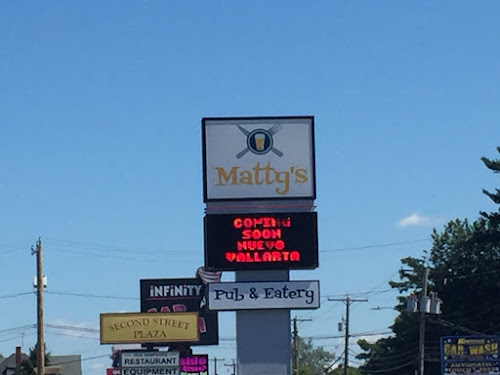 Matty's
COMING
SOON
NUEVO
VALLARTA
Pub & Eatery
INFINITY
SECOND STREET
PLAZA
RESTAURANT
EQUIPMENT
CAR WASH